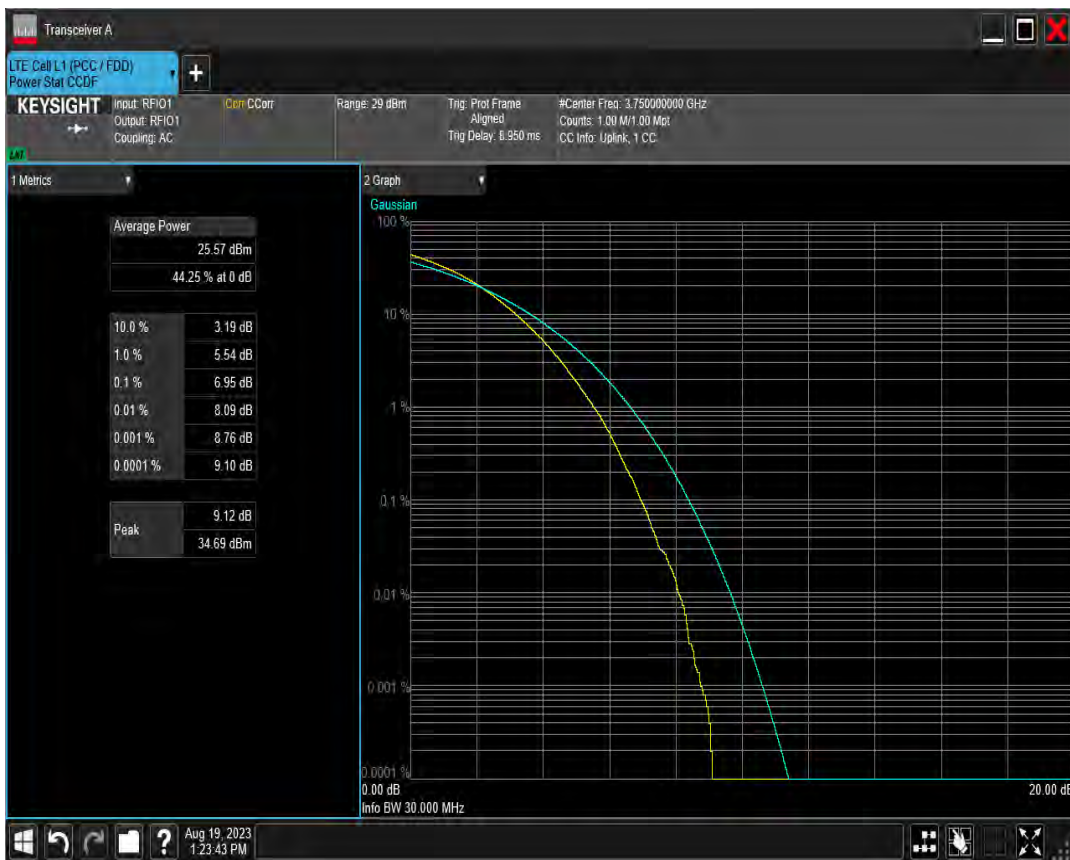 Transceiver A
LTE Cell L1 (PCC / FDD)
Power Stat CCDF
KEYSIGHT
Input: RFIO1
Output: RFIO1
Coupling: AC
Corr CCorr
Range: 29 dBm
Trig: Prot Frame
Aligned
Trig Delay: 8.950 ms
#Center Freq: 3.750000000 GHz
Counts: 1.00 M/1.00 Mpt
CC Info: Uplink, 1 CC
1 Metrics
Average Power
25.57 dBm
44.25 % at 0 dB
10.0 % 3.19 dB
1.0 % 5.54 dB
0.1 % 6.95 dB
0.01 % 8.09 dB
0.001 % 8.76 dB
0.0001 % 9.10 dB
Peak
9.12 dB
34.69 dBm
2 Graph
Gaussian
100 %
10 %
1 %
0.1 %
0.01 %
0.001 %
0.0001 %
0.00 dB
20.00 dB
Info BW 30.000 MHz
Aug 19, 2023
1:23:43 PM